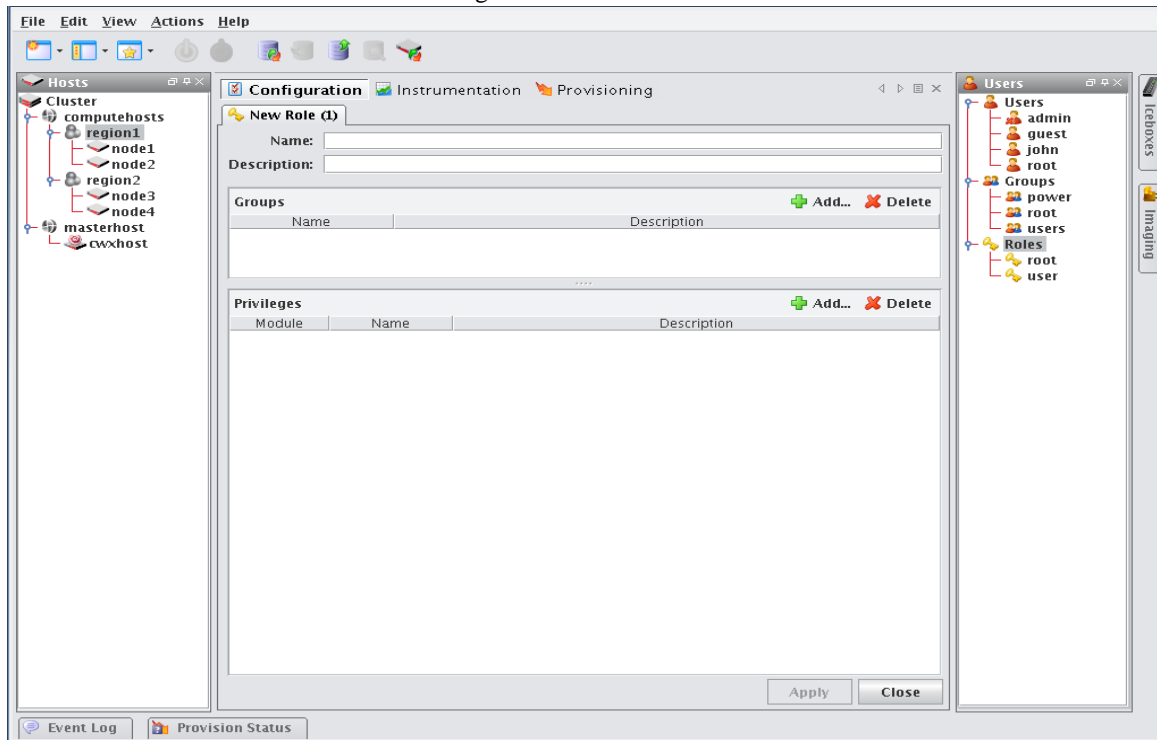 File Edit View Actions Help
Hosts
Cluster
computehosts
region1
node1
node2
region2
node3
node4
masterhost
cwxhost
Configuration Instrumentation Provisioning
New Role (1)
Name:
Description:
Groups Add... Delete
Name Description
Privileges Add... Delete
Module Name Description
Apply Close
Users
Users
admin
guest
john
root
Groups
power
root
users
Roles
root
user
Iceboxes
Imaging
Event Log Provision Status